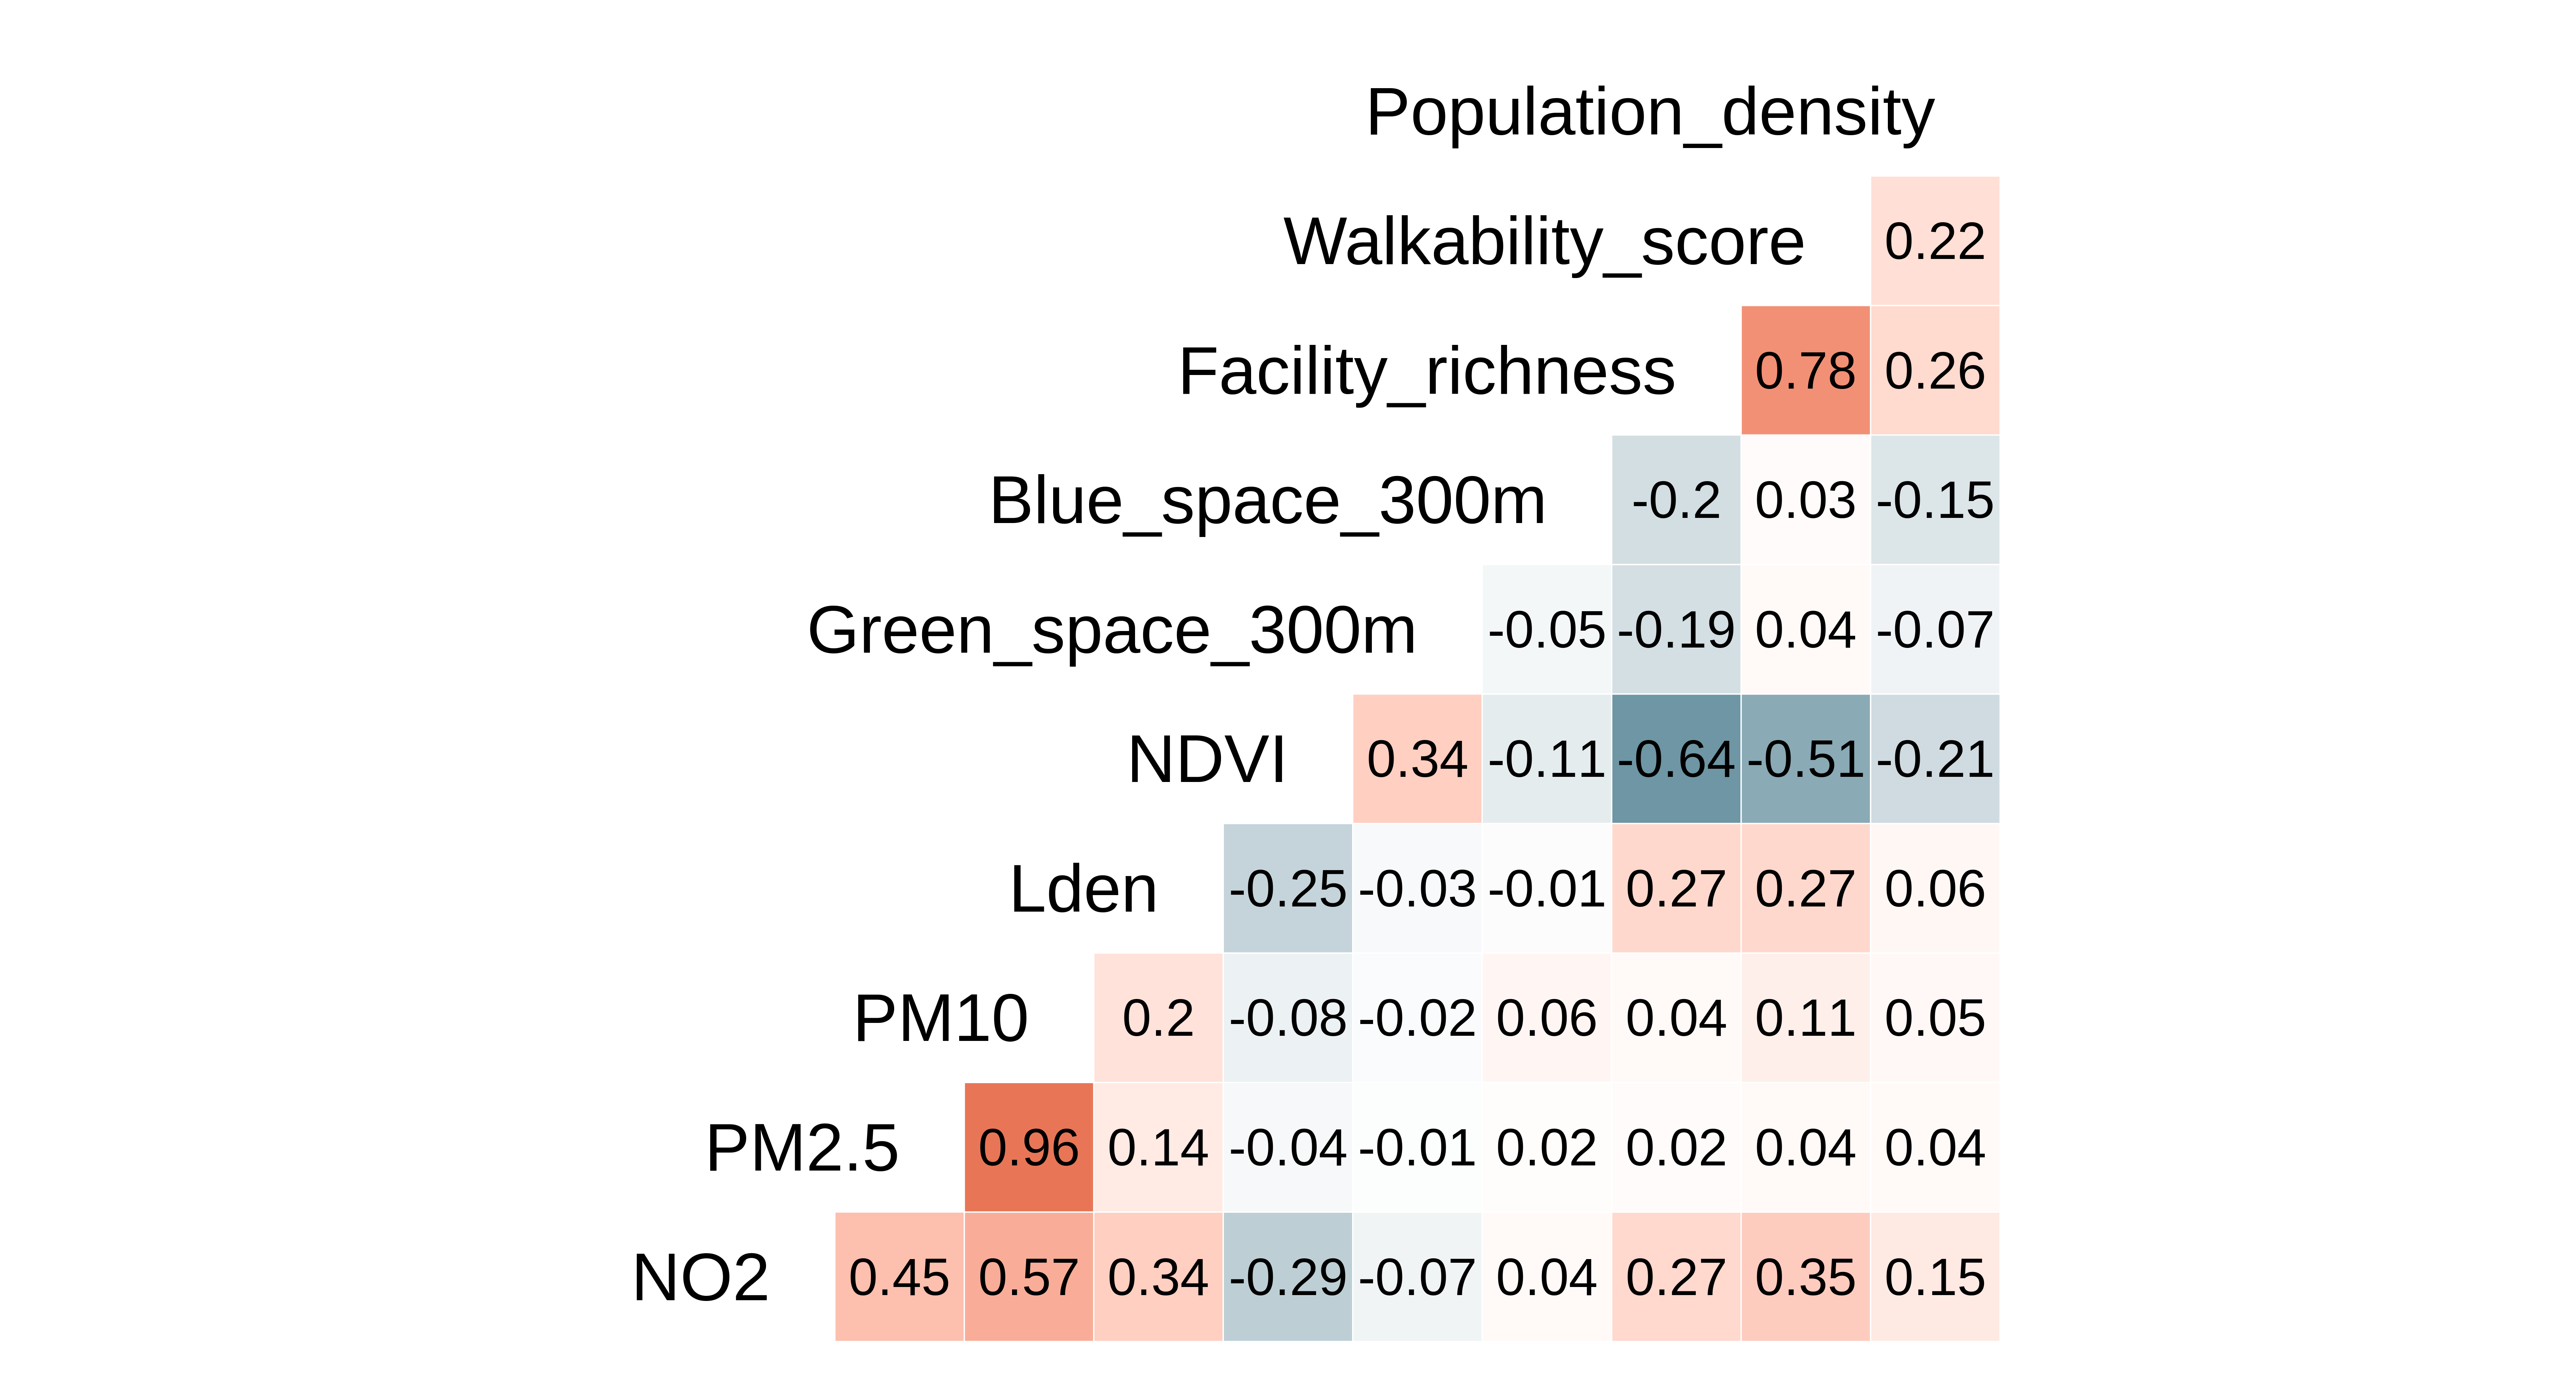 Population_density
Walkability_score 0.22
Facility_richness 0.78 0.26
Blue_space_300m -0.2 0.03 -0.15
Green_space_300m -0.05 -0.19 0.04 -0.07
NDVI 0.34 -0.11 -0.64 -0.51 -0.21
Lden -0.25 -0.03 -0.01 0.27 0.27 0.06
PM10 0.2 -0.08 -0.02 0.06 0.04 0.11 0.05
PM2.5 0.96 0.14 -0.04 -0.01 0.02 0.02 0.04 0.04
NO2 0.45 0.57 0.34 -0.29 -0.07 0.04 0.27 0.35 0.15